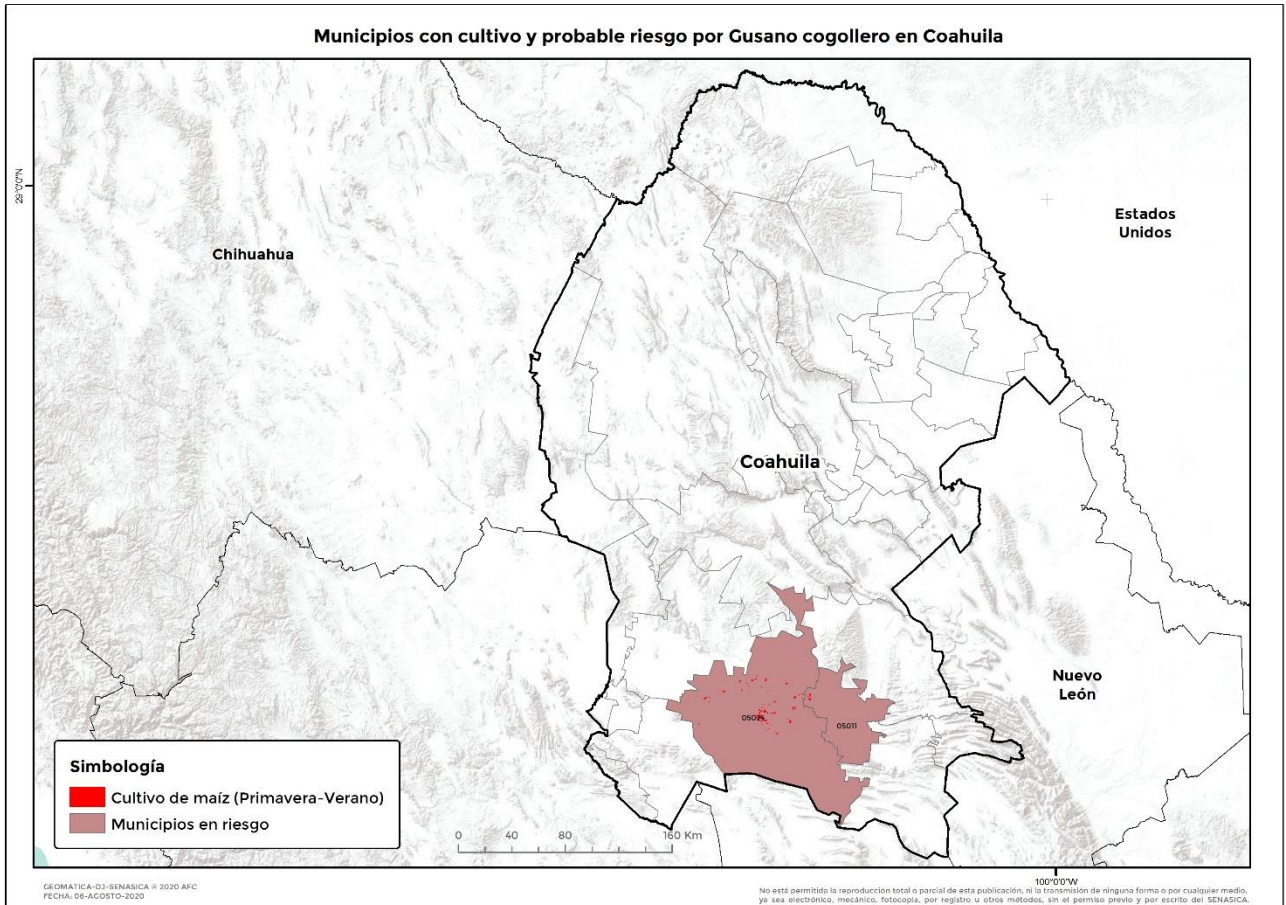 Municipios con cultivo y probable riesgo por Gusano cogollero en Coahuila
29°0'0"N
Chihuahua
Estados
Unidos
Coahuila
Nuevo
León
05011
Simbología
Cultivo de maíz (Primavera-Verano)
Municipios en riesgo
0 40 80 160 Km
100°0'0"W
GEOMATICA-DJ-SENASICA © 2020 AFC
FECHA: 06-AGOSTO-2020
No está permitida la reproducción total o parcial de esta publicación, ni la transmisión de ninguna forma o por cualquier medio,
ya sea electrónico, mecánico, fotocopia, por registro u otros métodos, sin el permiso previo y por escrito del SENASICA.